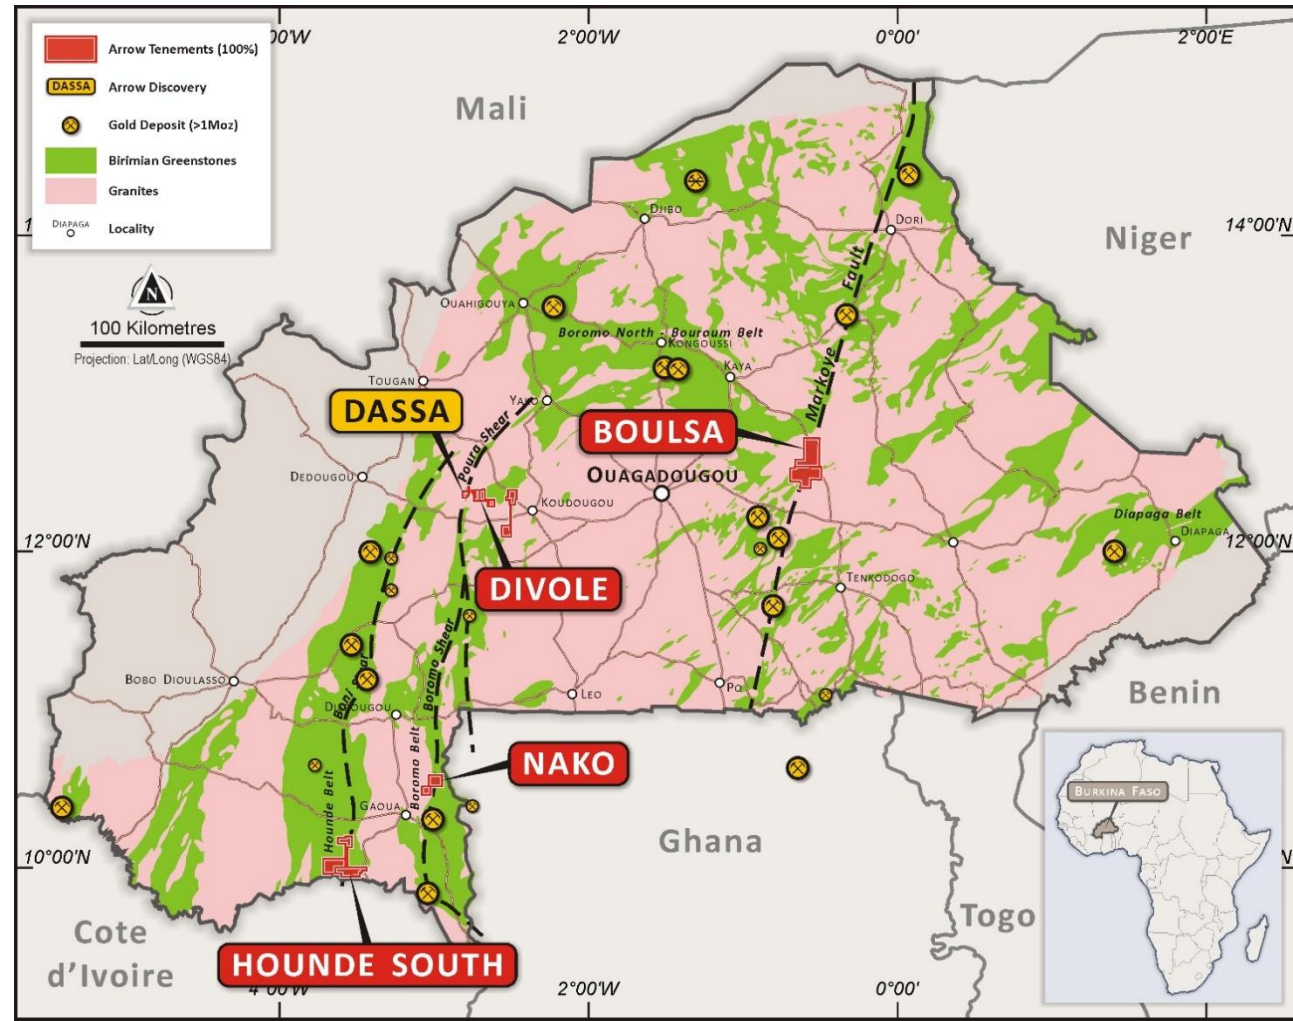 Arrow Tenements (100%)
DASSA
Arrow Discovery
Gold Deposit (>1Moz)
Birimian Greenstones
Granites
DIAPAGA
Locality
00'W
2°00'W
0°00'
2°00'E
Mali
Niger
14°00'N
N
100 Kilometres
Projection: Lat/Long (WGS84)
DJIBO
DORI
OUAHIGOUYA
Boromo North - Bouroum Belt
KONGOUSSI
Markoye Fault
TOUGAN
KAYA
YAKO
DASSA
BOULSA
Poura Shear
DEDOUGOU
OUAGADOUGOU
KOUDOUGOU
Diapaga Belt
DIAPAGA
12°00'N
12°00'N
DIVOLE
TENKODOGO
Boromo Shear
BOBO DIOULASSO
LEO
PO
Benin
Boromo Belt
NAKO
Hounde Belt
GAOUA
Ghana
BURKINA FASO
10°00'N
N
Togo
Cote
d'Ivoire
HOUNDE SOUTH
4°00'W
2°00'W
0°00'